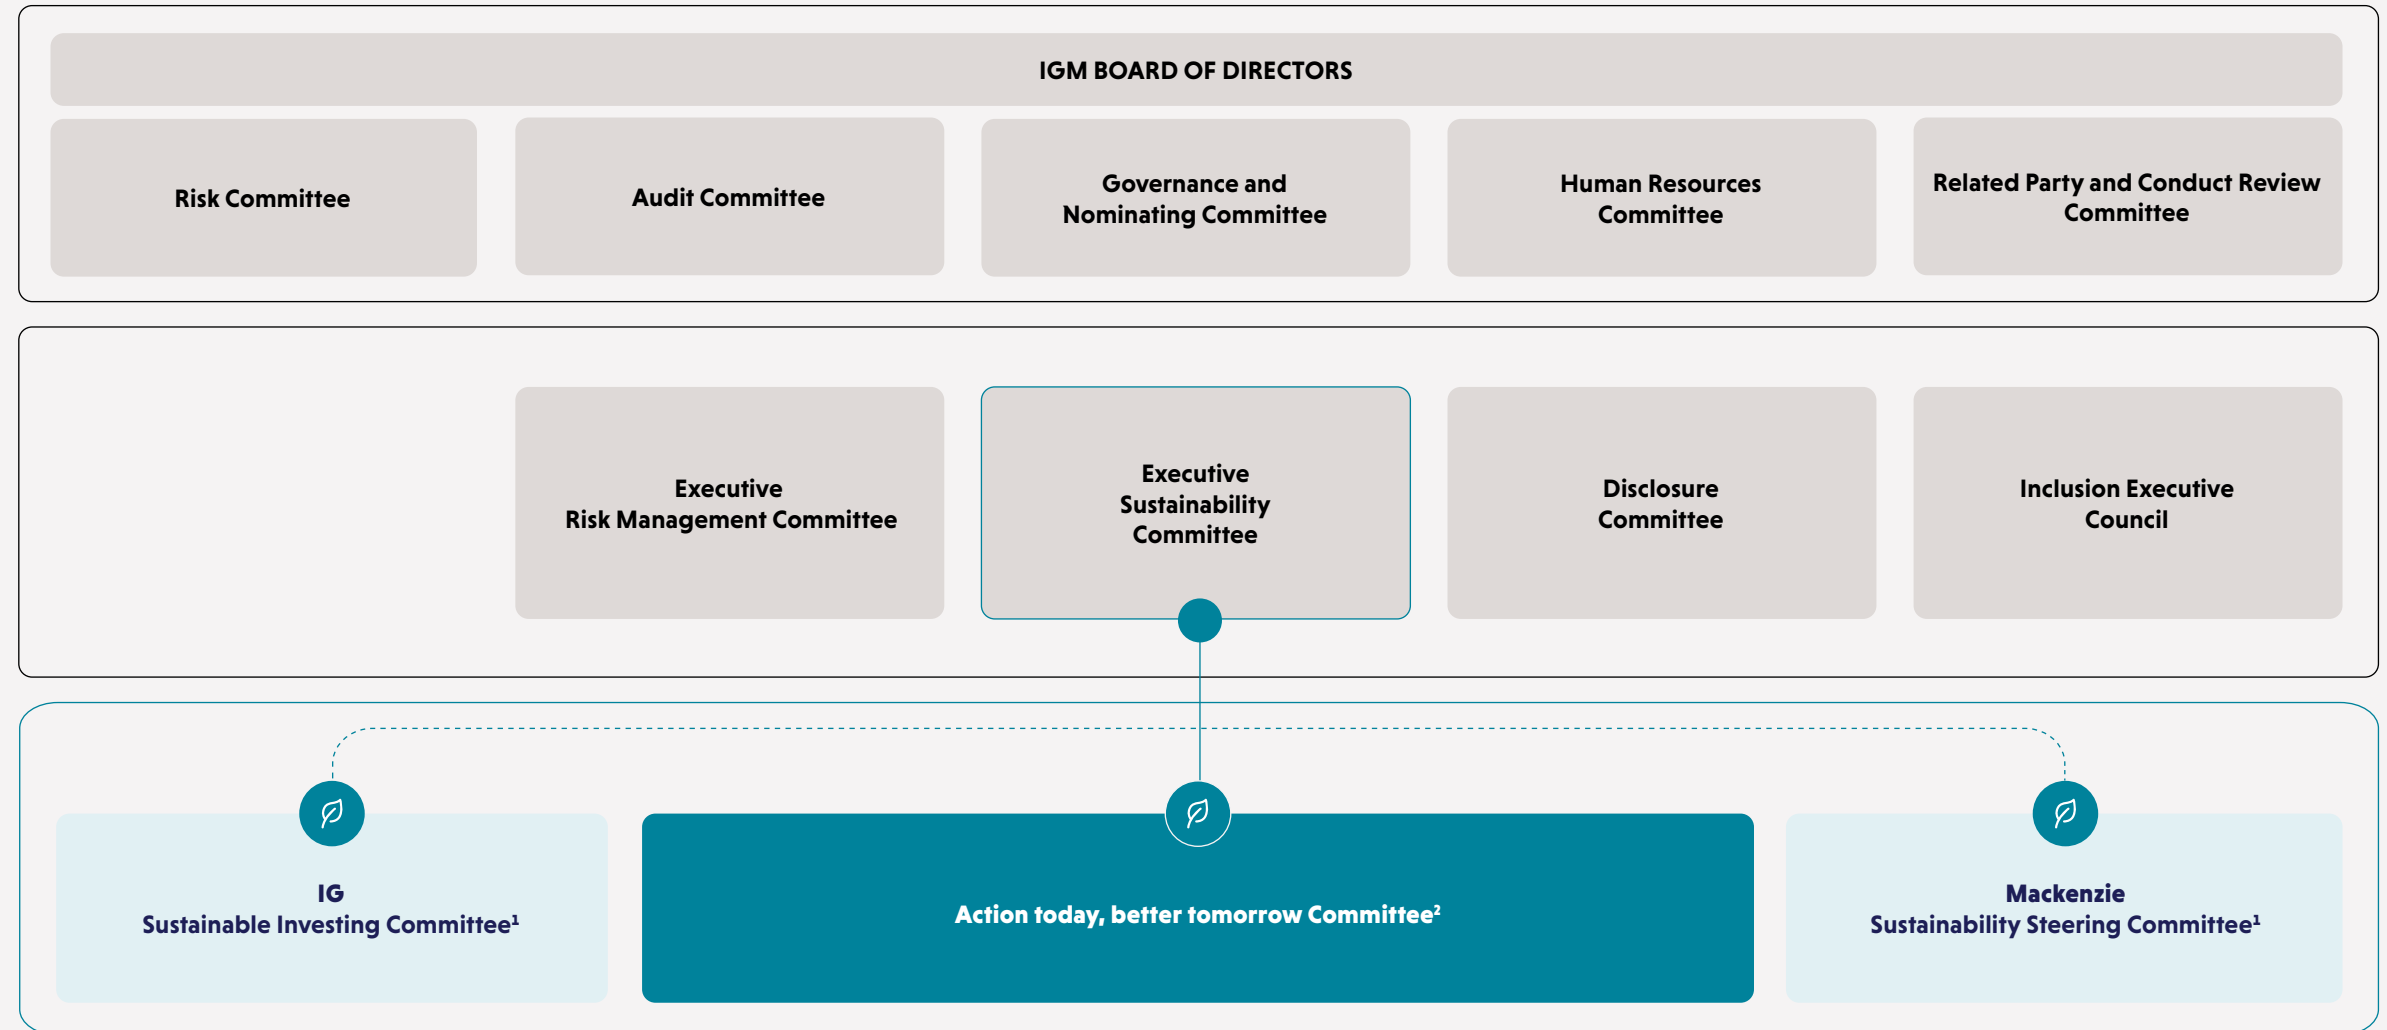 IGM BOARD OF DIRECTORS
Risk Committee
Audit Committee
Governance and
Nominating Committee
Human Resources
Committee
Related Party and Conduct Review
Committee
Executive
Risk Management Committee
Executive
Sustainability
Committee
Disclosure
Committee
Inclusion Executive
Council
IG
Sustainable Investing Committee¹
Action today, better tomorrow Committee²
Mackenzie
Sustainability Steering Committee¹